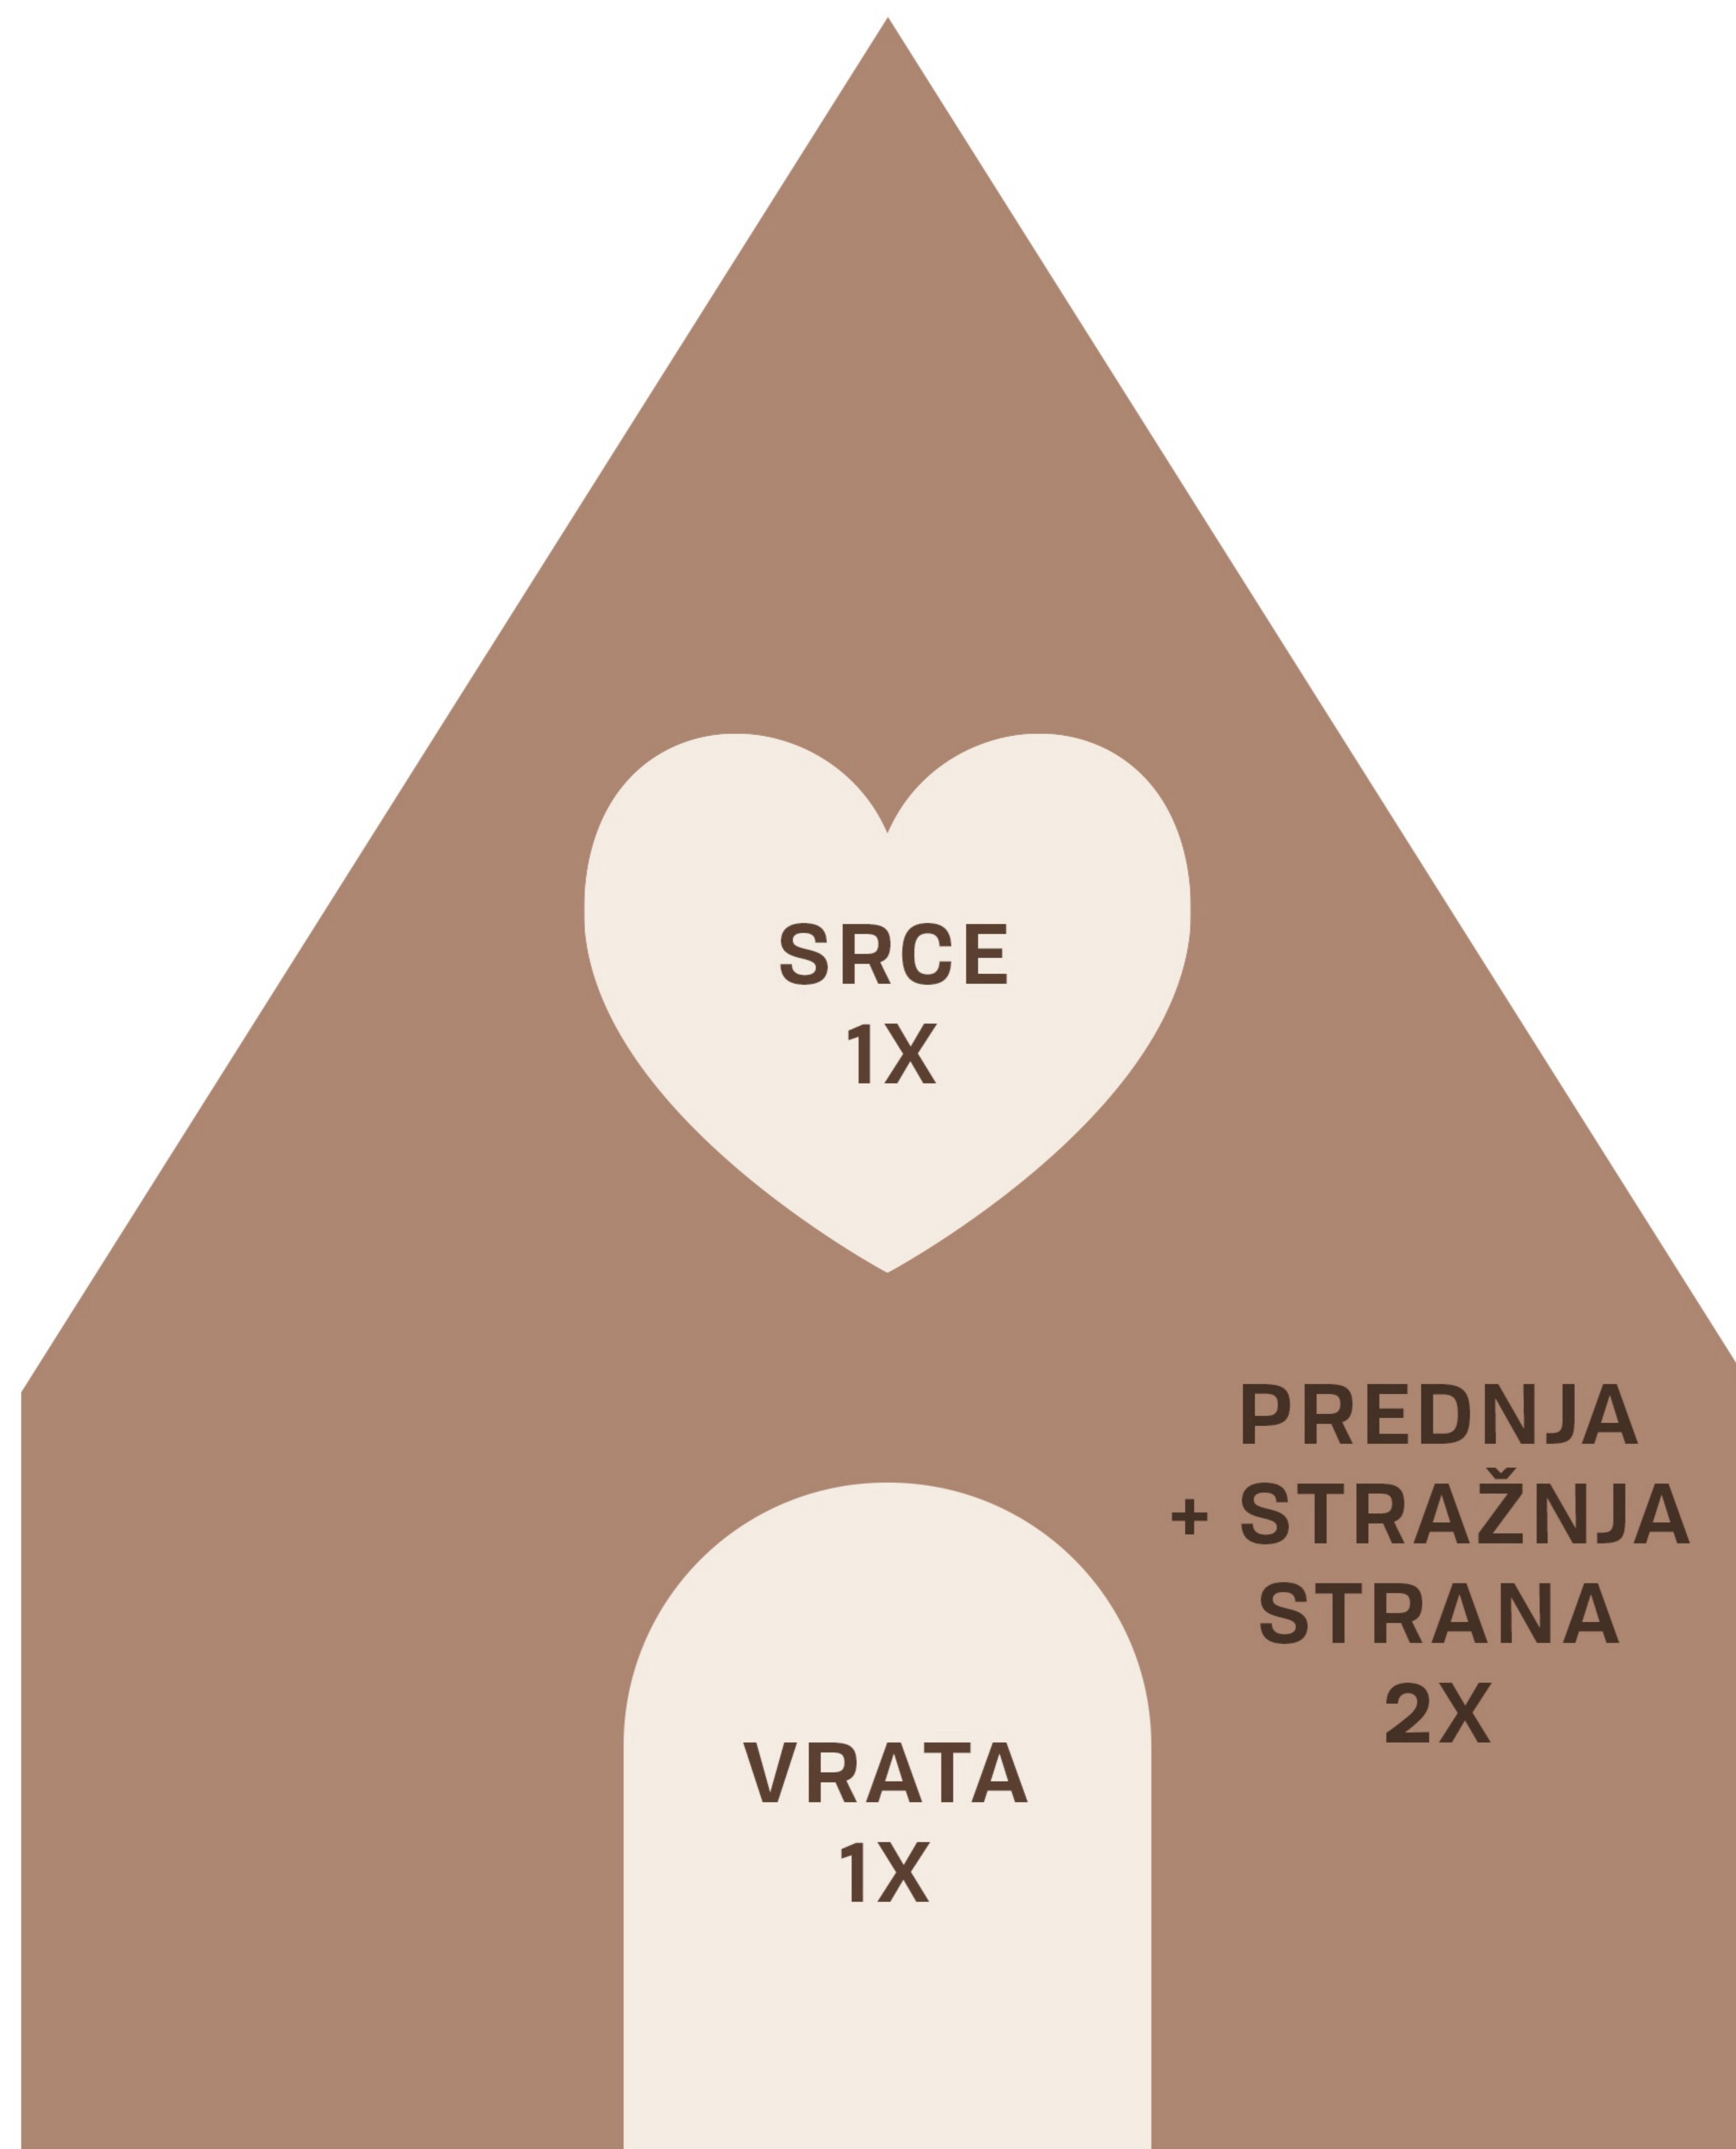 SRCE
1X
PREDNJA
+ STRAŽNJA
STRANA
2X
VRATA
1X